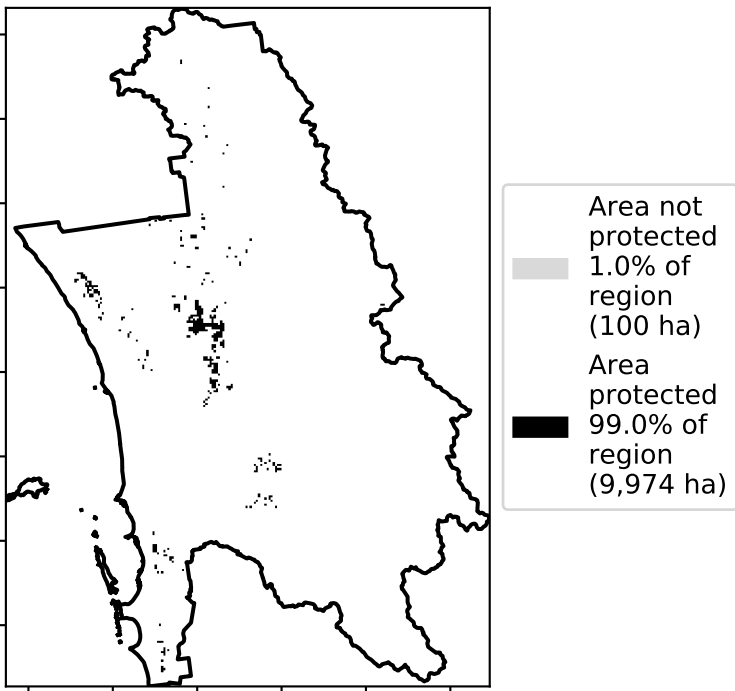 Area not
protected
1.0% of
region
(100 ha)
Area
protected
99.0% of
region
(9,974 ha)